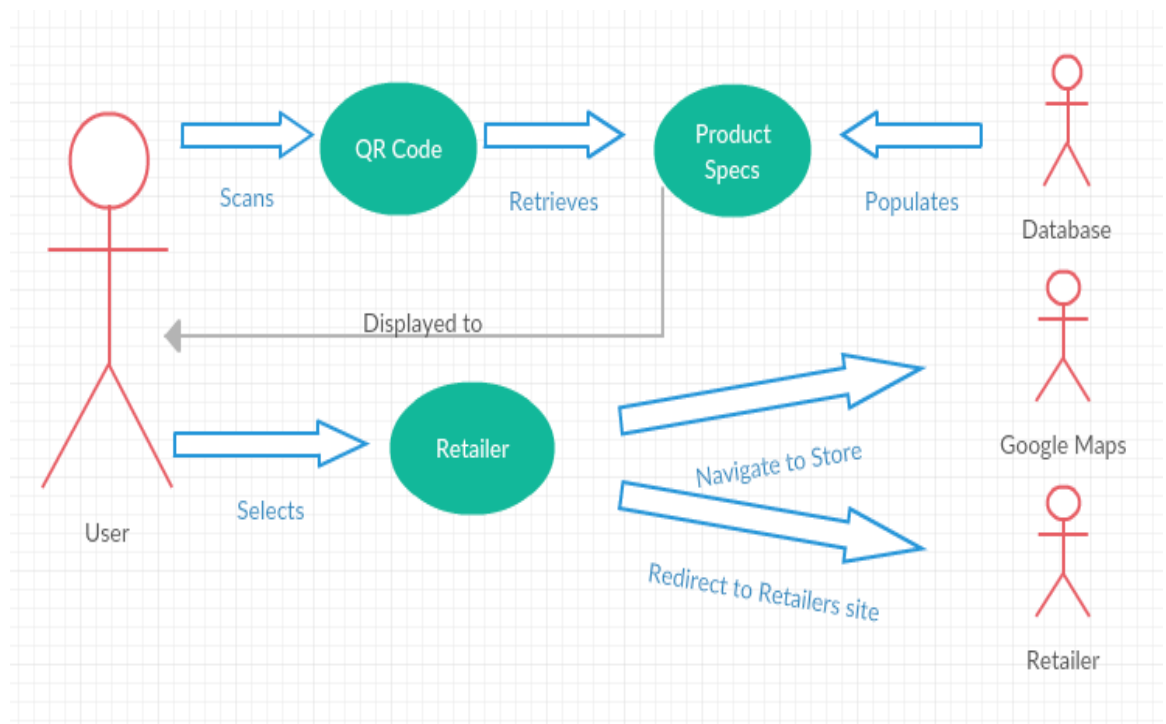 QR Code
Product
Specs
Scans
Retrieves
Populates
Database
Displayed to
Retailer
Google Maps
Navigate to Store
Selects
User
Redirect to Retailers site
Retailer